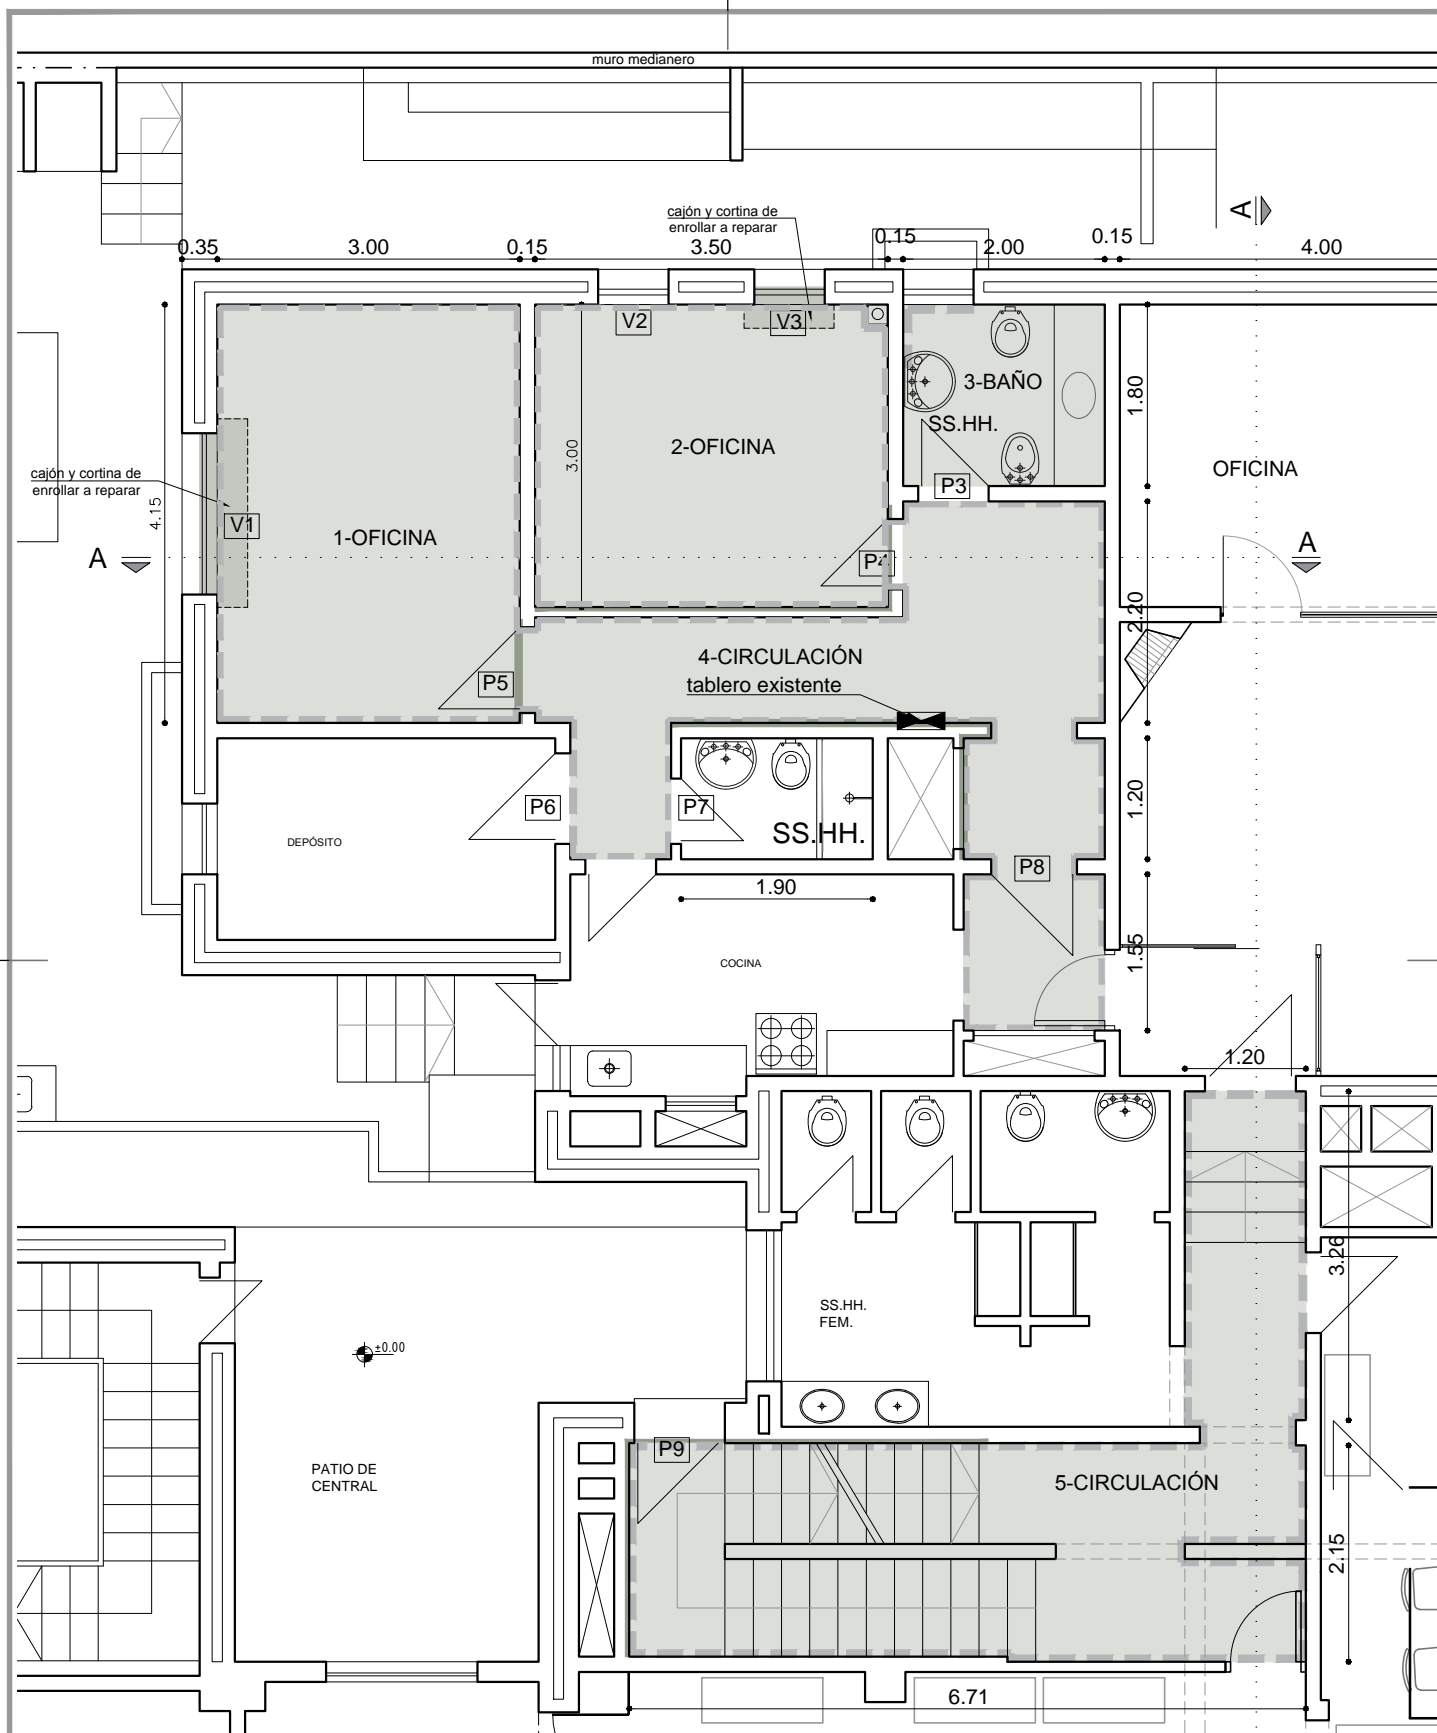 muro medianero
cajón y cortina de
enrollar a reparar
A
0.35
3.00
0.15
3.50
0.15
2.00
0.15
4.00
V2
V3
3-BAÑO
SS.HH.
1.80
2-OFICINA
3.00
OFICINA
cajón y cortina de
enrollar a reparar
4.15
V1
P3
1-OFICINA
A
P4
A
2.20
4-CIRCULACIÓN
tablero existente
P5
P6
P7
SS.HH.
1.20
DEPÓSITO
P8
1.90
COCINA
1.55
1.20
3.26
SS.HH.
FEM.
±0.00
P9
PATIO DE
CENTRAL
5-CIRCULACIÓN
2.15
6.71